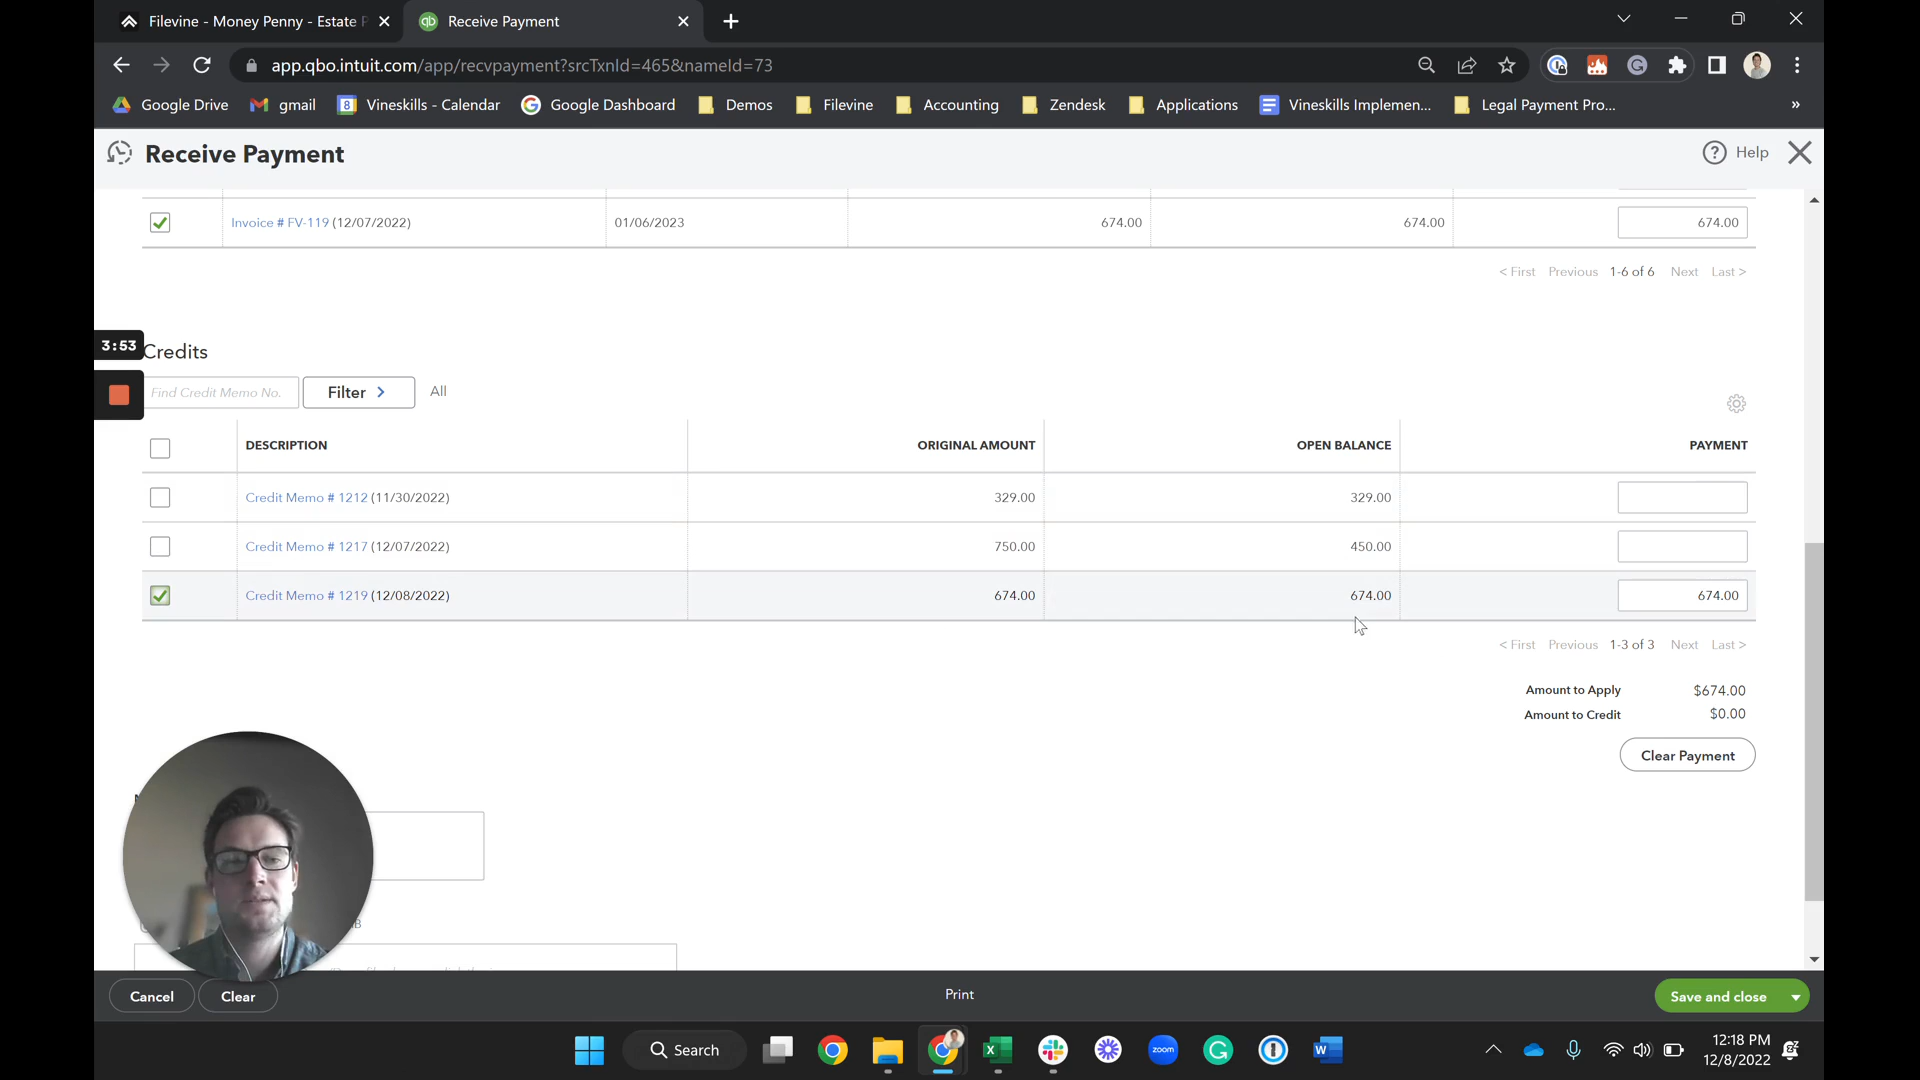 Filevine - Money Penny - Estate P
Receive Payment
app.qbo.intuit.com/app/recvpayment?srcTxnId=465&nameId=73
Google Drive
gmail
Vineskills - Calendar
Google Dashboard
Demos
Filevine
Accounting
Zendesk
Applications
Vineskills Implemen...
Legal Payment Pro...
»
Receive Payment
Help
Invoice # FV-119 (12/07/2022) 01/06/2023 674.00 674.00 674.00
< First Previous 1-6 of 6 Next Last >
3:53
Credits
Find Credit Memo No.
Filter >
All
DESCRIPTION ORIGINAL AMOUNT OPEN BALANCE PAYMENT
Credit Memo # 1212 (11/30/2022) 329.00 329.00
Credit Memo # 1217 (12/07/2022) 750.00 450.00
Credit Memo # 1219 (12/08/2022) 674.00 674.00 674.00
< First Previous 1-3 of 3 Next Last >
Amount to Apply $674.00
Amount to Credit $0.00
Clear Payment
Cancel
Clear
Print
Save and close
Search
zoom
12:18 PM
12/8/2022